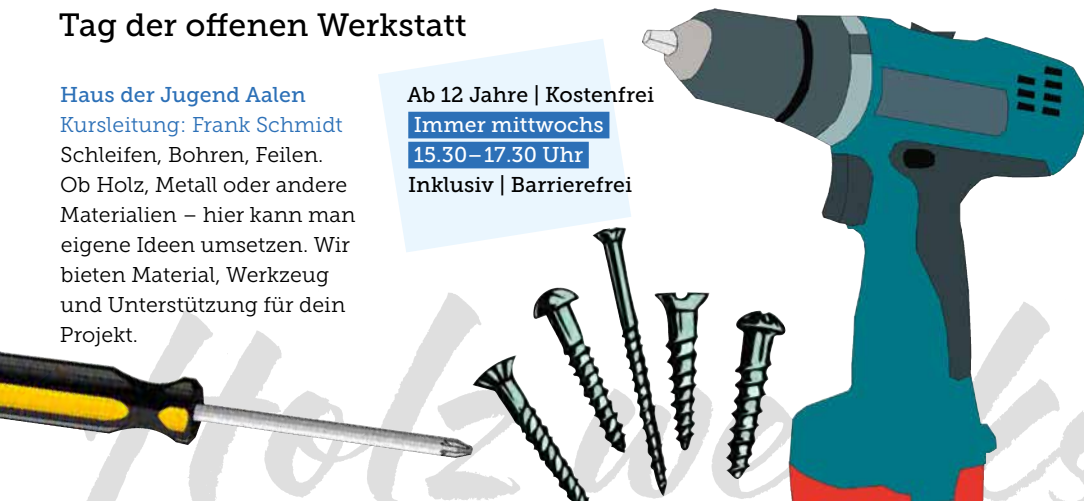 Tag der offenen Werkstatt
Haus der Jugend Aalen
Kursleitung: Frank Schmidt
Schleifen, Bohren, Feilen.
Ob Holz, Metall oder andere
Materialien – hier kann man
eigene Ideen umsetzen. Wir
bieten Material, Werkzeug
und Unterstützung für dein
Projekt.
Ab 12 Jahre | Kostenfrei
Immer mittwochs
15.30–17.30 Uhr
Inklusiv | Barrierefrei